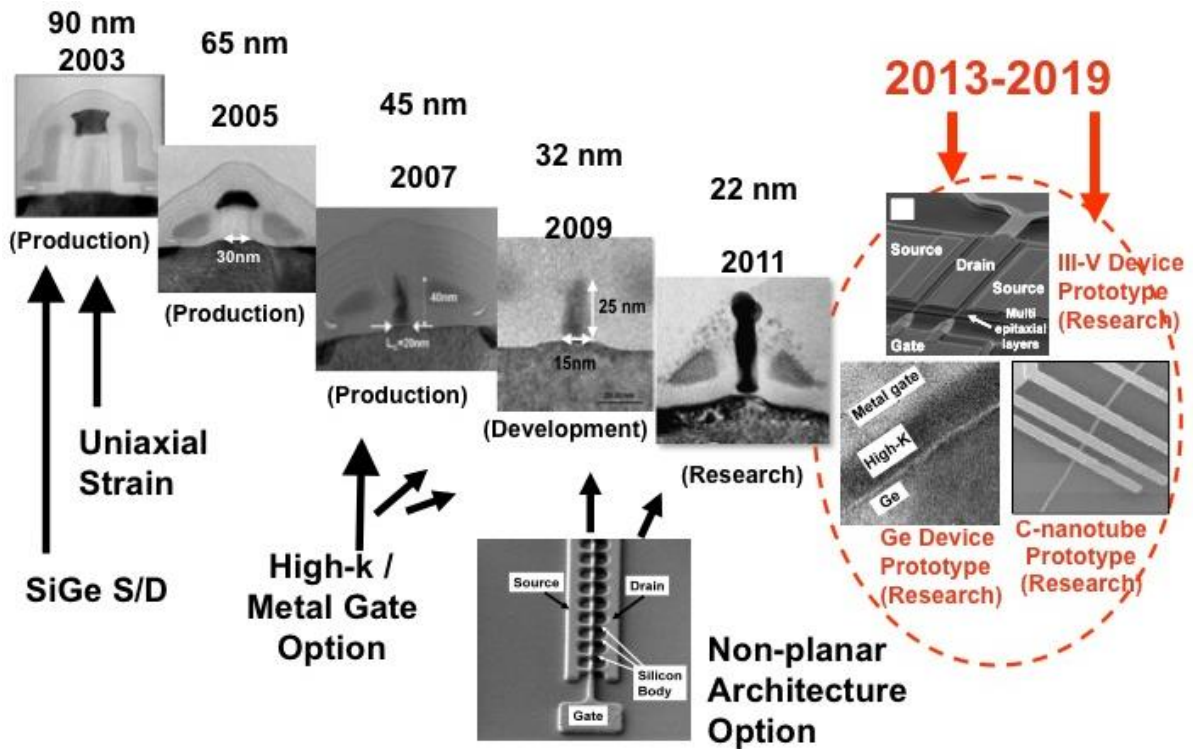 90 nm
2003
(Production)
65 nm
2005
30nm
(Production)
45 nm
2007
40nm
(Production)
32 nm
2009
25 nm
15nm
(Development)
22 nm
2011
(Research)
2013-2019
Source
Drain
Source
Multi
epitaxial
layers
Gate
III-V Device
Prototype
(Research)
Metal gate
High-K
Ge
Ge Device
Prototype
(Research)
C-nanotube
Prototype
(Research)
SiGe S/D
Uniaxial
Strain
High-k /
Metal Gate
Option
Source
Drain
Silicon
Body
Gate
Non-planar
Architecture
Option